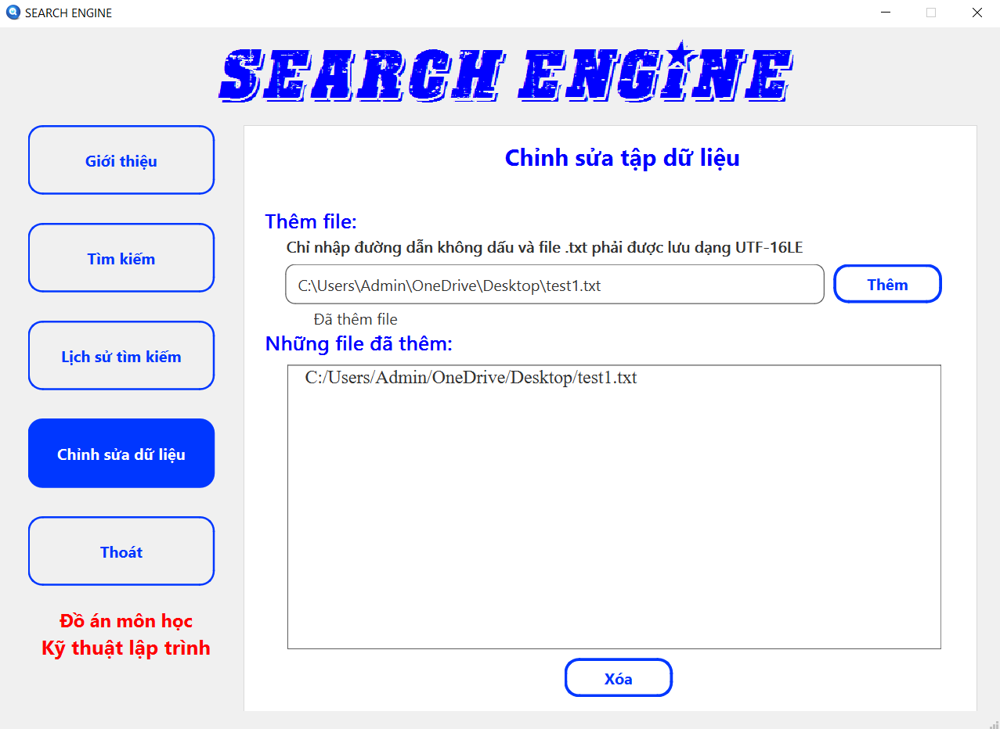 SEARCH ENGINE
SEARCH ENGINE
Giới thiệu
Tìm kiếm
Lịch sử tìm kiếm
Chỉnh sửa dữ liệu
Thoát
Đồ án môn học
Kỹ thuật lập trình
Chỉnh sửa tập dữ liệu
Thêm file:
Chỉ nhập đường dẫn không dấu và file .txt phải được lưu dạng UTF-16LE
C:\Users\Admin\OneDrive\Desktop\test1.txt
Thêm
Đã thêm file
Những file đã thêm:
C:/Users/Admin/OneDrive/Desktop/test1.txt
Xóa